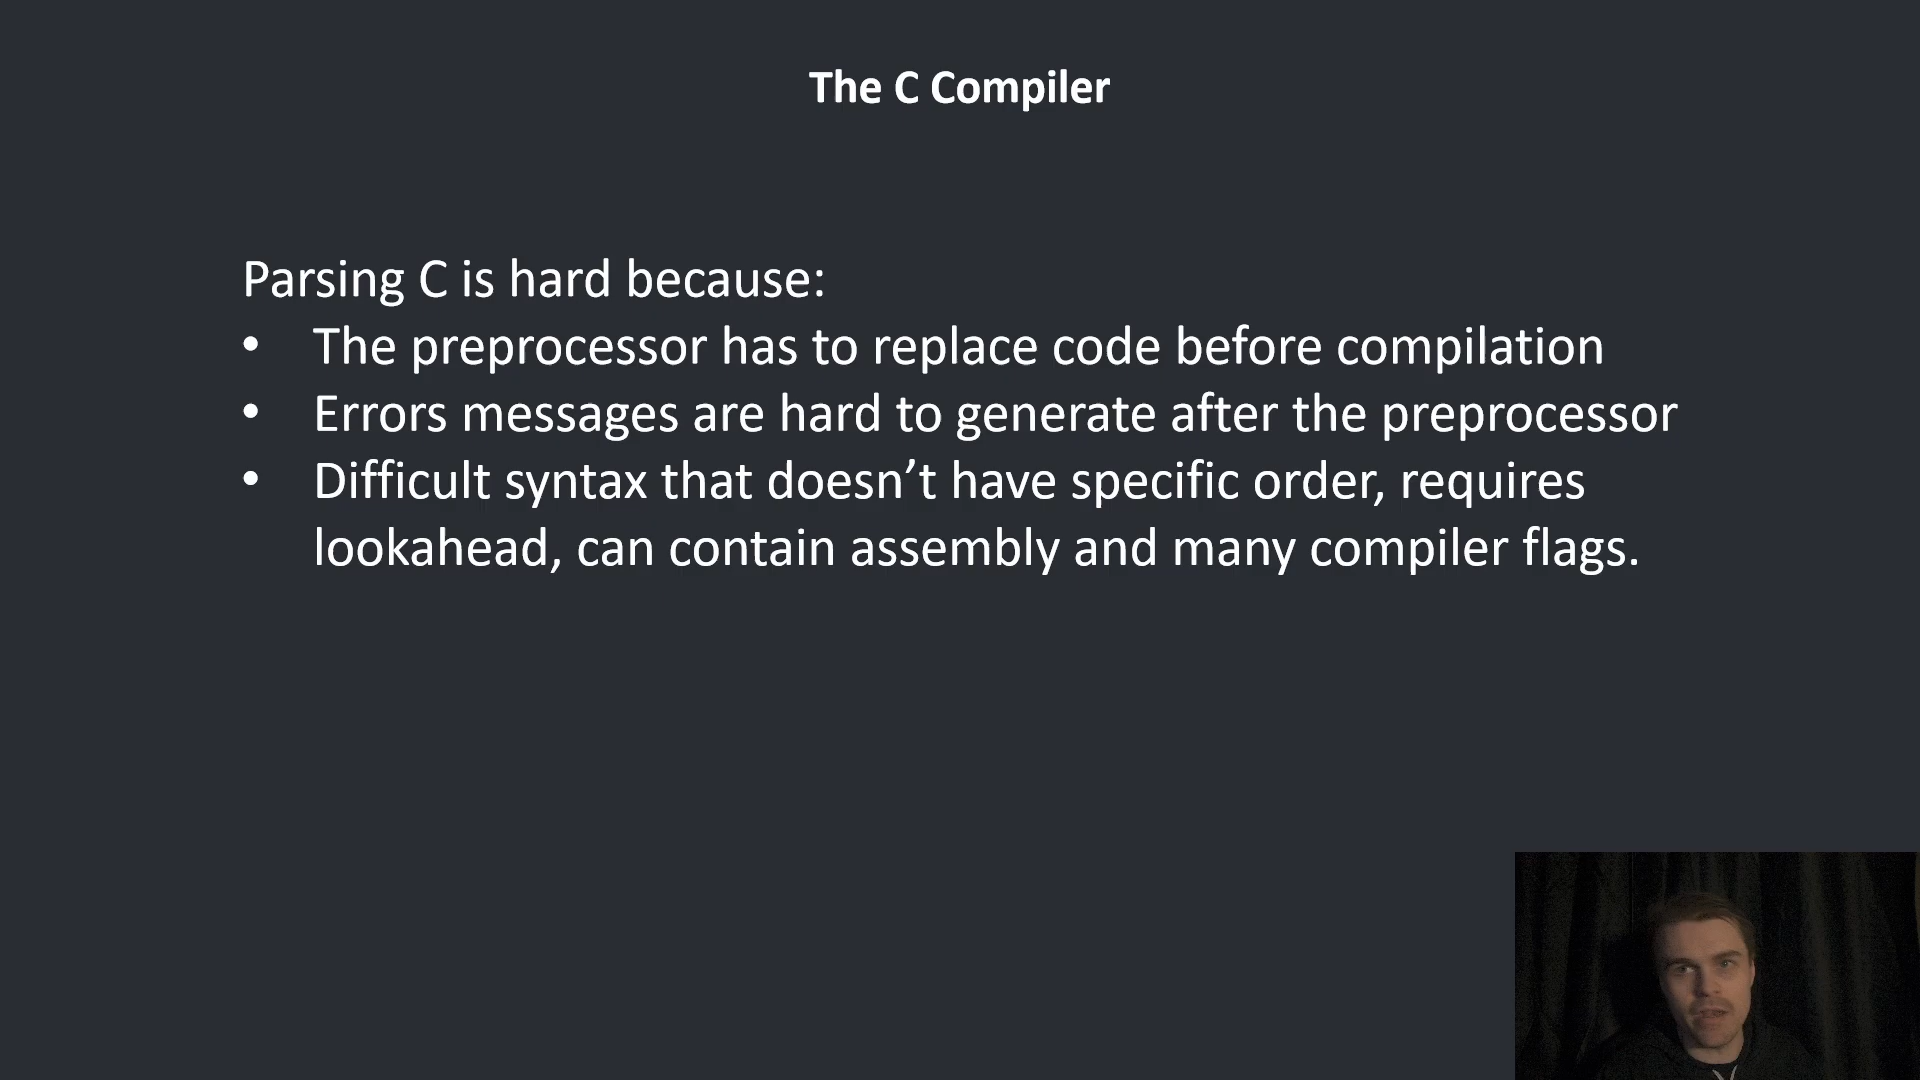 The C Compiler
Parsing C is hard because:
• The preprocessor has to replace code before compilation
• Errors messages are hard to generate after the preprocessor
• Difficult syntax that doesn’t have specific order, requires
lookahead, can contain assembly and many compiler flags.